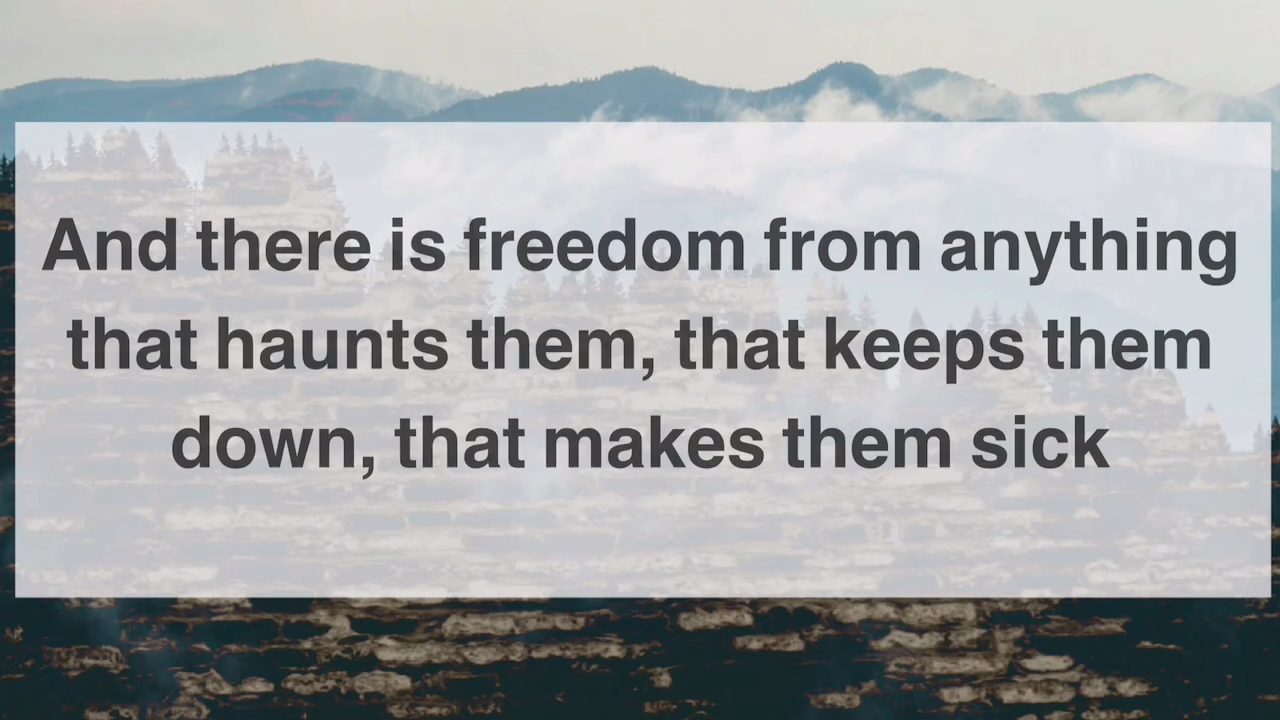 And there is freedom from anything
that haunts them, that keeps them
down, that makes them sick